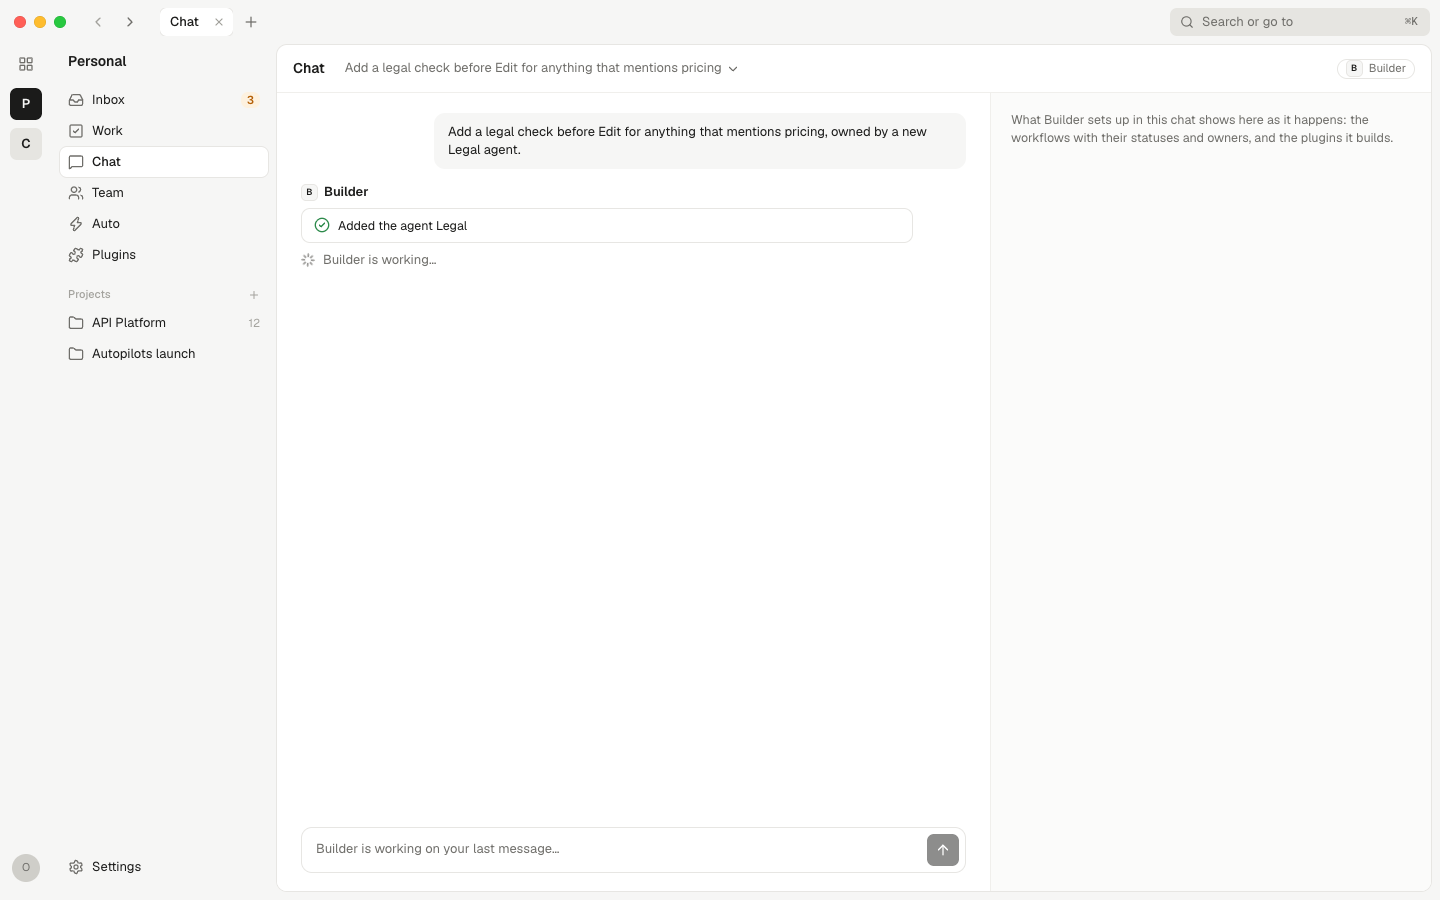 Chat
Search or go to
⌘K
P
C
O
Personal
Inbox
3
Work
Chat
Team
Auto
Plugins
Projects
API Platform
12
Autopilots launch
Settings
Chat
Add a legal check before Edit for anything that mentions pricing
B Builder
Add a legal check before Edit for anything that mentions pricing, owned by a new
Legal agent.
B Builder
Added the agent Legal
Builder is working…
Builder is working on your last message…
What Builder sets up in this chat shows here as it happens: the
workflows with their statuses and owners, and the plugins it builds.